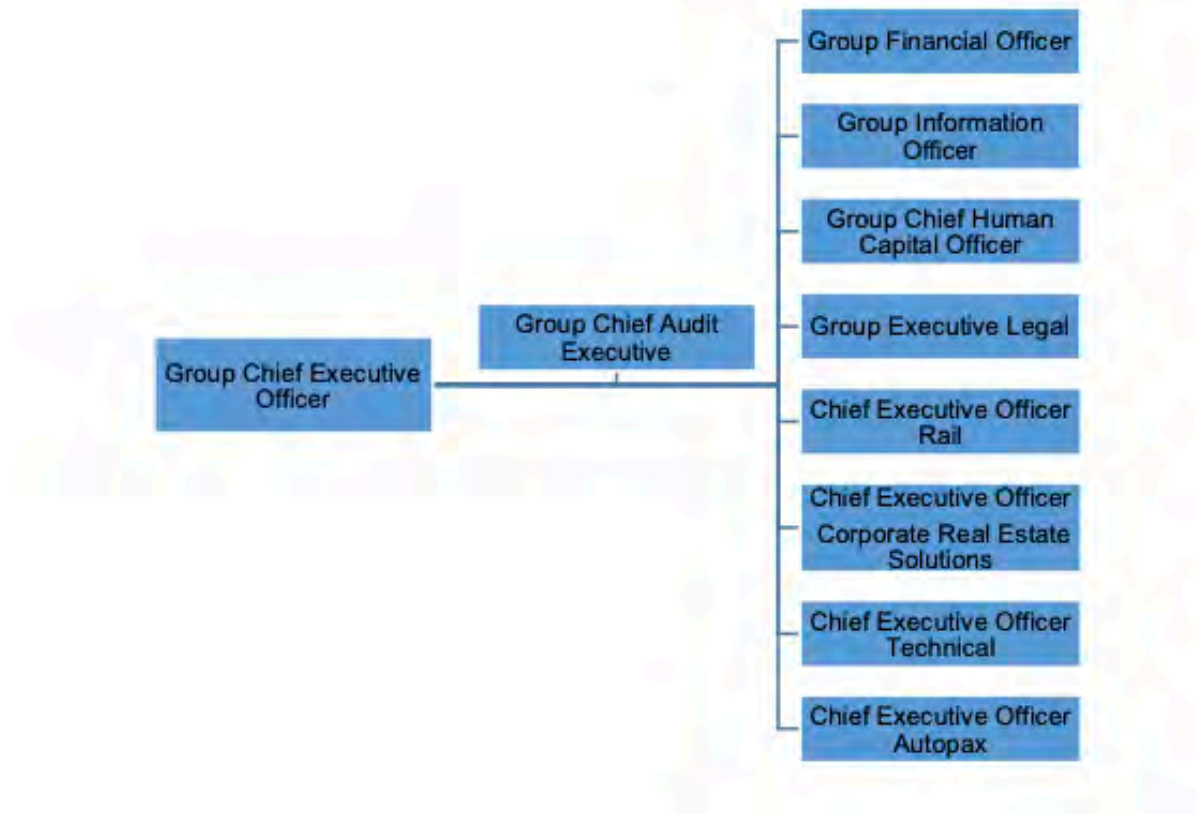 Group Financial Officer
Group Information
Officer
Group Chief Human
Capital Officer
Group Chief Audit
Executive
Group Executive Legal
Group Chief Executive
Officer
Chief Executive Officer
Rail
Chief Executive Officer
Corporate Real Estate
Solutions
Chief Executive Officer
Technical
Chief Executive Officer
Autopax